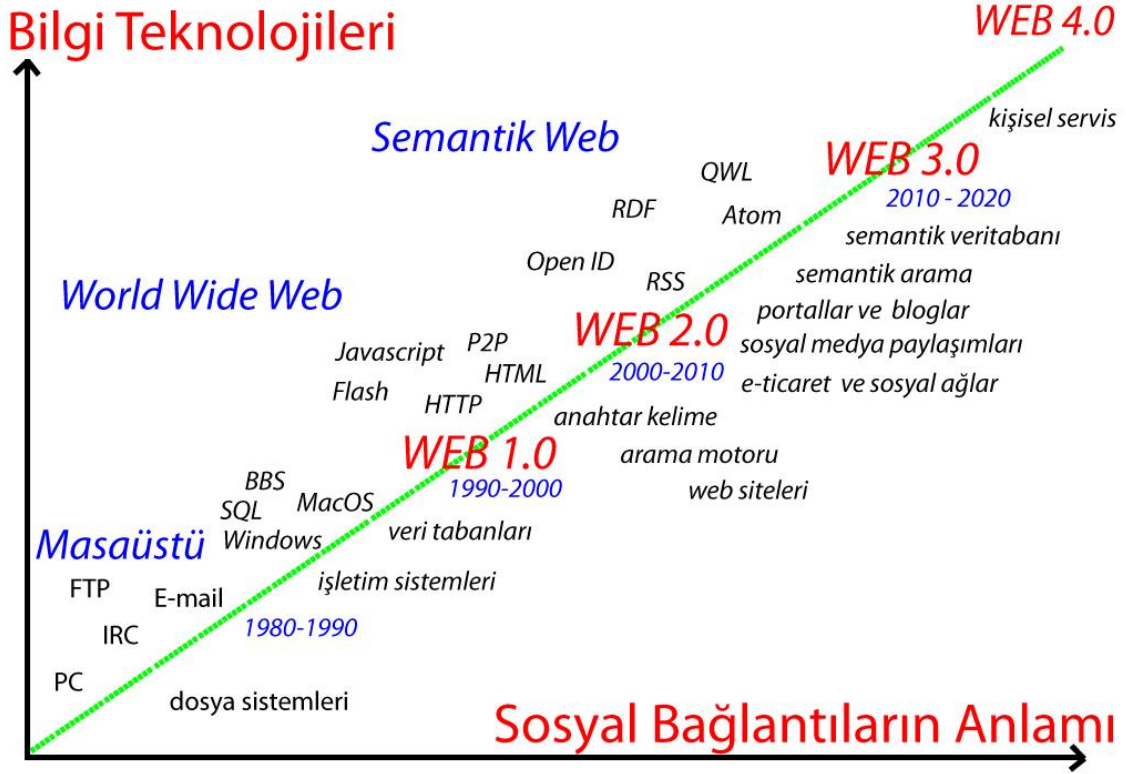 Bilgi Teknolojileri
WEB 4.0
kişisel servis
Semantik Web
WEB 3.0
QWL
2010 - 2020
RDF
Atom
semantik veritabanı
Open ID
semantik arama
RSS
World Wide Web
portallar ve bloglar
WEB 2.0
sosyal medya paylaşımları
P2P
Javascript
2000-2010
HTML
e-ticaret ve sosyal ağlar
Flash
HTTP
anahtar kelime
WEB 1.0
arama motoru
1990-2000
web siteleri
BBS
MacOS
SQL
veri tabanları
Windows
Masaüstü
işletim sistemleri
FTP
E-mail
1980-1990
IRC
PC
dosya sistemleri
Sosyal Bağlantıların Anlamı